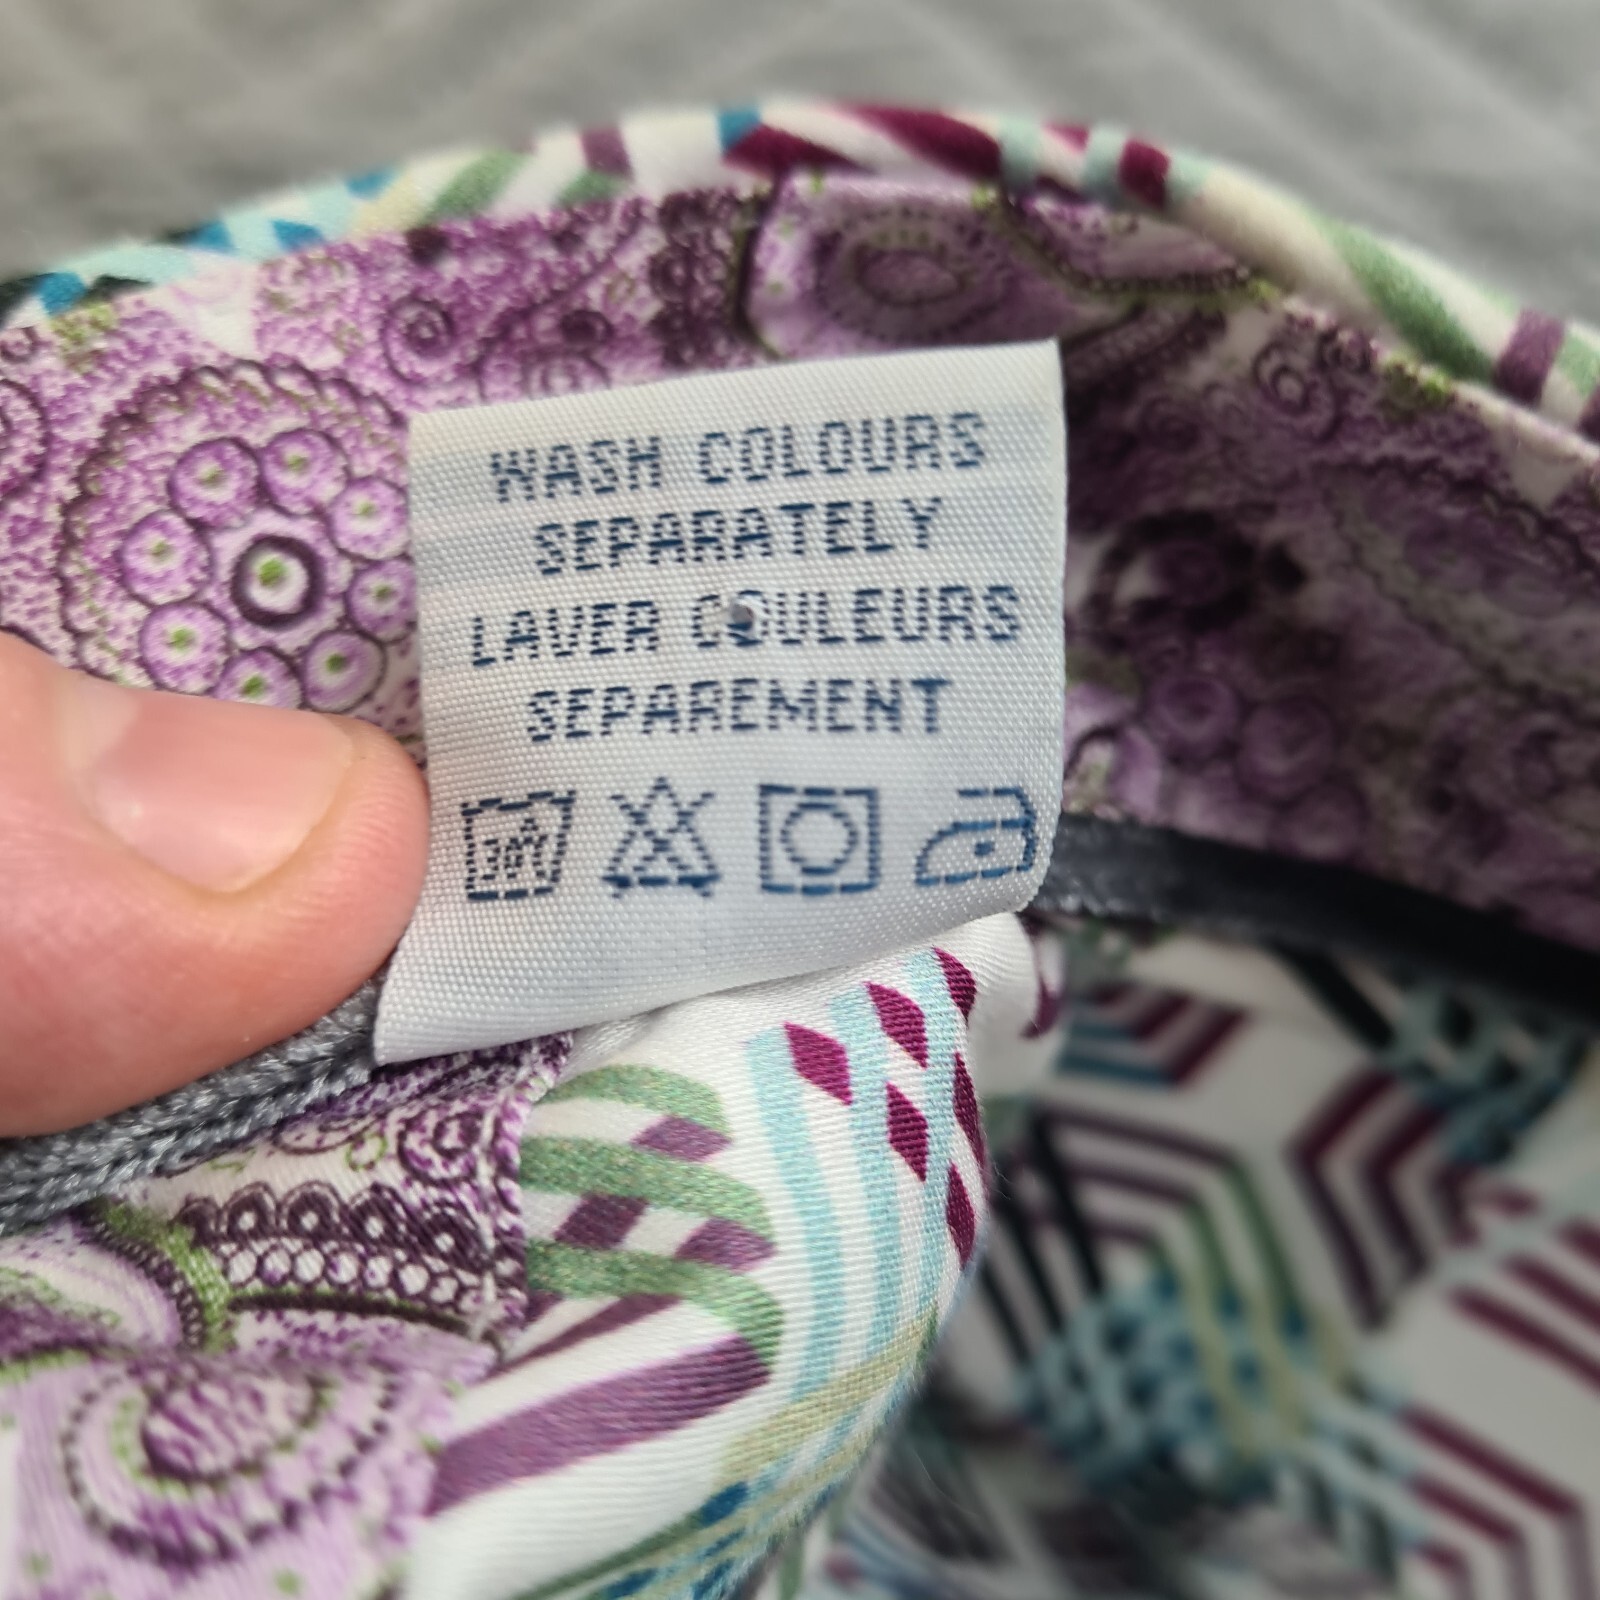 WASH COLOURS
SEPARATELY
LAVER COULEURS
SEPAREMENT
30